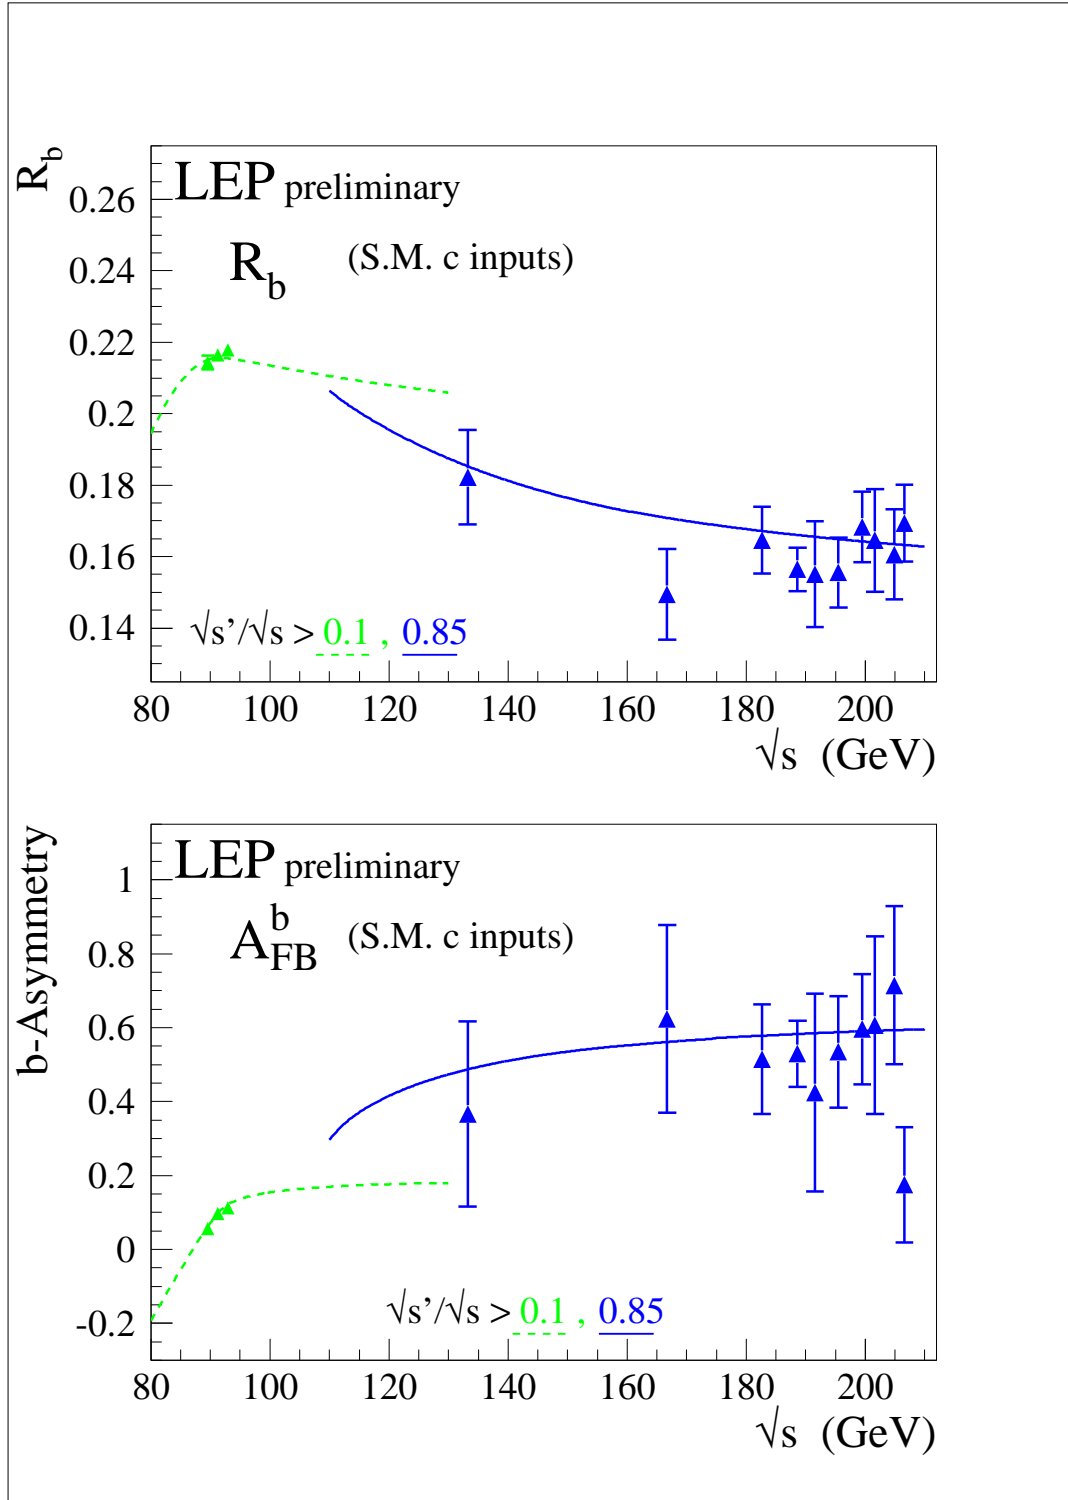 R_b
LEP preliminary
R_b (S.M. c inputs)
0.26
0.24
0.22
0.2
0.18
0.16
0.14
√s’/√s > 0.1 , 0.85
80 100 120 140 160 180 200
√s (GeV)
b-Asymmetry
LEP preliminary
A_FB^b (S.M. c inputs)
1
0.8
0.6
0.4
0.2
0
-0.2
√s’/√s > 0.1 , 0.85
80 100 120 140 160 180 200
√s (GeV)